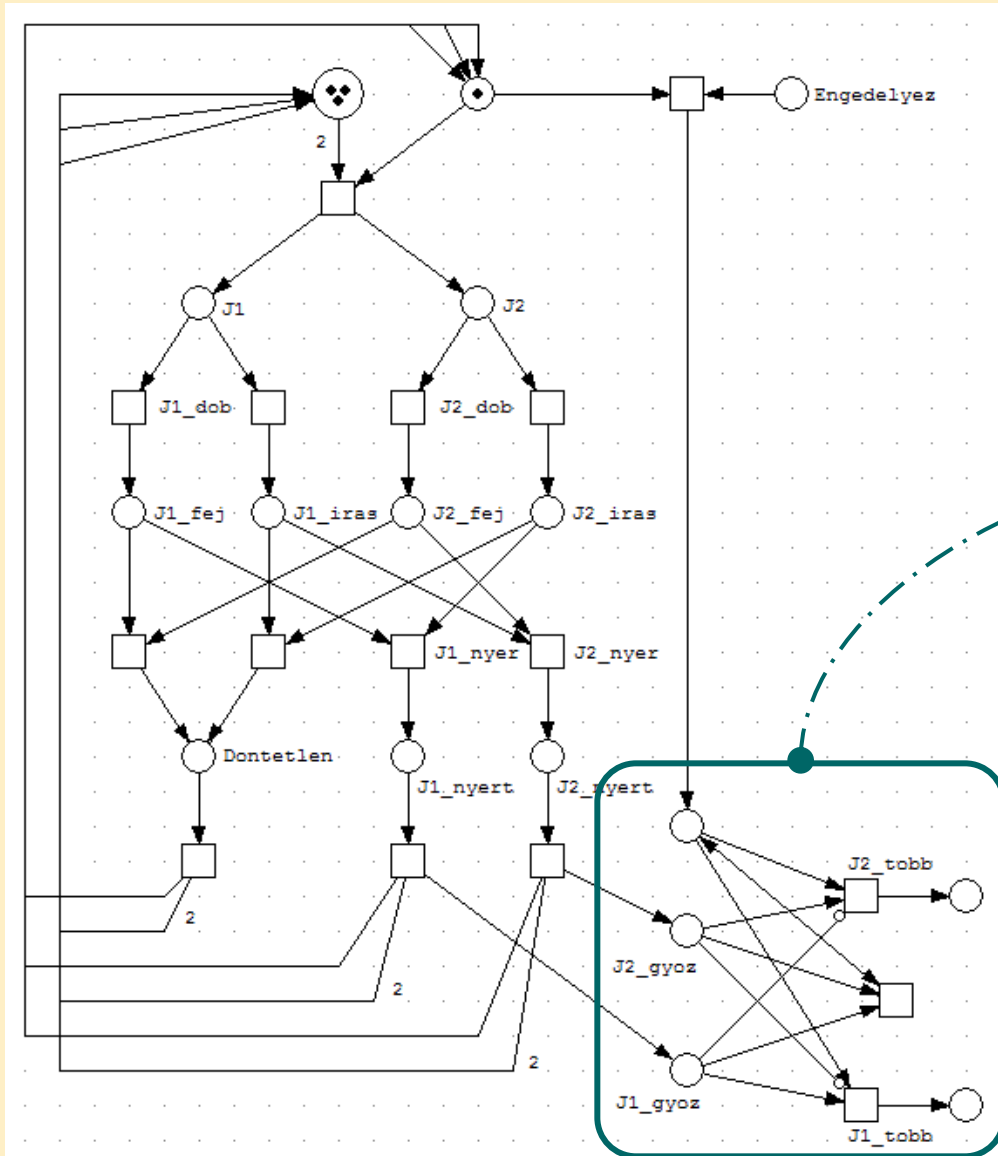 Engedelyez
2
J1
J2
J1_dob
J2_dob
J1_fej
J1_iras
J2_fej
J2_iras
J1_nyer
J2_nyer
Dontetlen
J1_nyert
J2_nyert
J2_tobb
2
J2_gyoz
2
2
J1_gyoz
J1_tobb